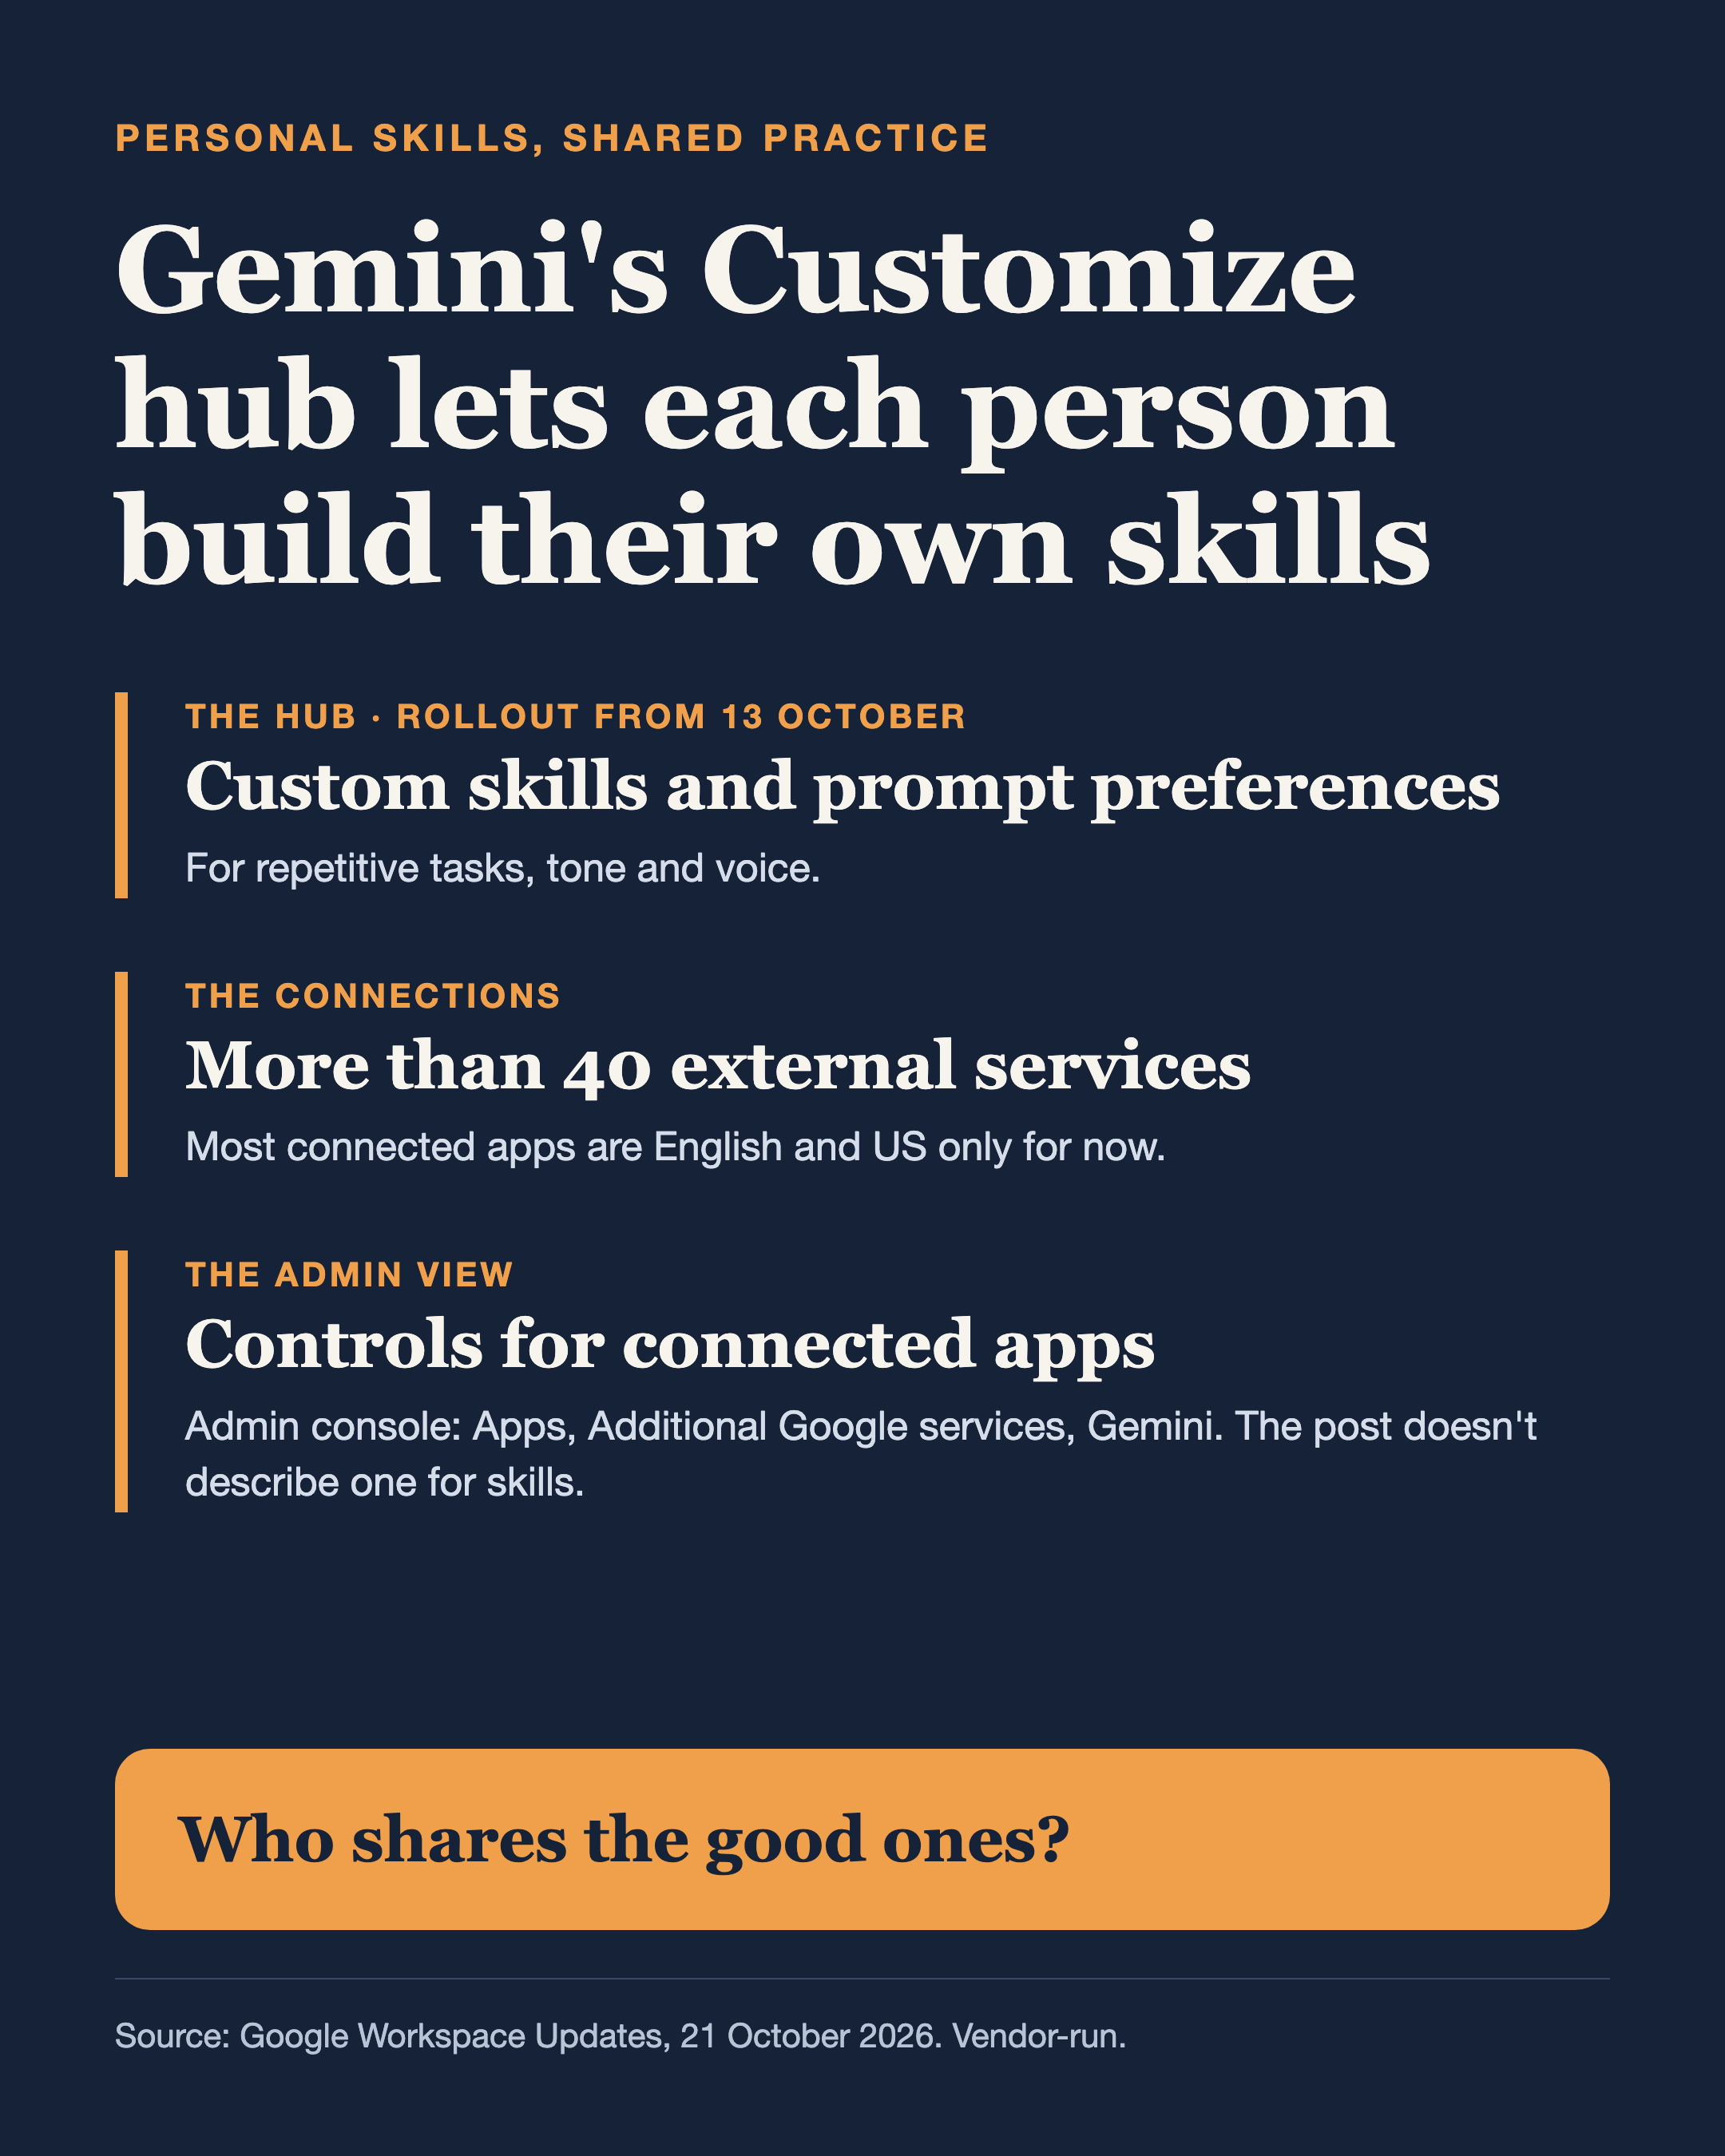 PERSONAL SKILLS, SHARED PRACTICE
Gemini's Customize
hub lets each person
build their own skills
THE HUB · ROLLOUT FROM 13 OCTOBER
Custom skills and prompt preferences
For repetitive tasks, tone and voice.
THE CONNECTIONS
More than 40 external services
Most connected apps are English and US only for now.
THE ADMIN VIEW
Controls for connected apps
Admin console: Apps, Additional Google services, Gemini. The post doesn't
describe one for skills.
Who shares the good ones?
Source: Google Workspace Updates, 21 October 2026. Vendor-run.